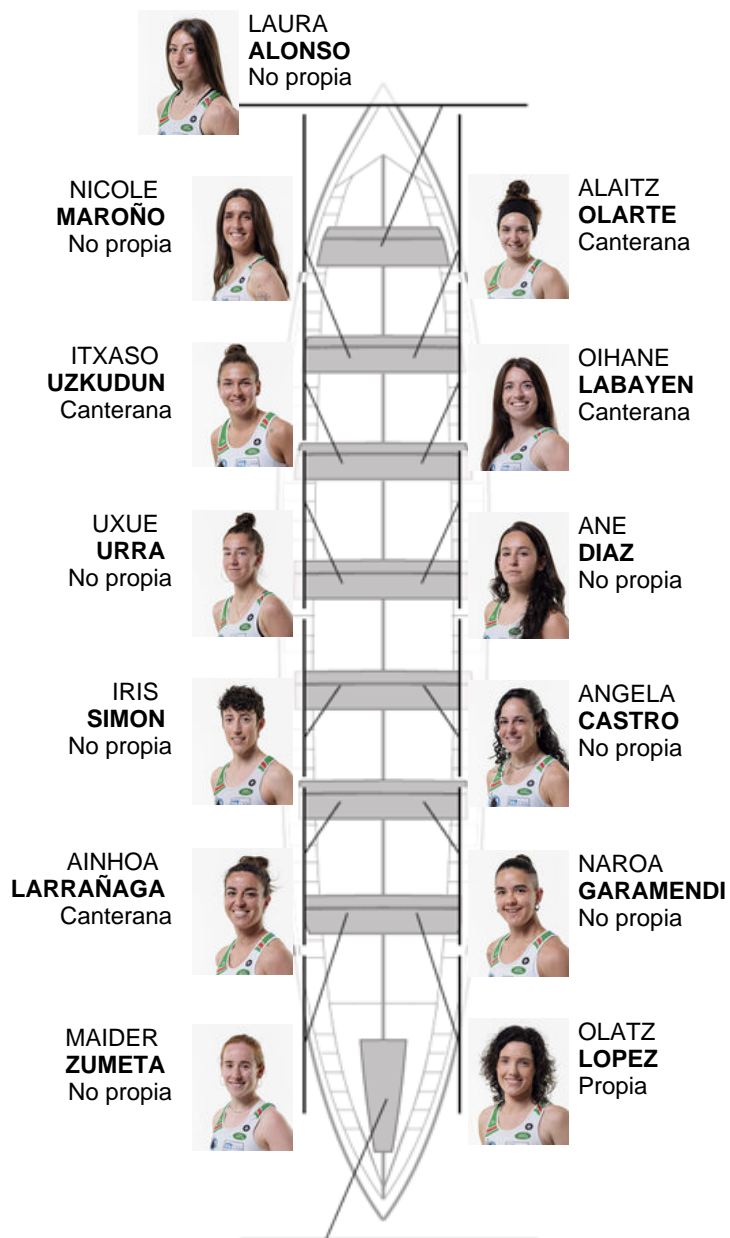 LAURA
ALONSO
No propia
NICOLE
MAROÑO
No propia
ALAITZ
OLARTE
Canterana
ITXASO
UZKUDUN
Canterana
OIHANE
LABAYEN
Canterana
UXUE
URRA
No propia
ANE
DIAZ
No propia
IRIS
SIMON
No propia
ANGELA
CASTRO
No propia
AINHOA
LARRAÑAGA
Canterana
NAROA
GARAMENDI
No propia
MAIDER
ZUMETA
No propia
OLATZ
LOPEZ
Propia